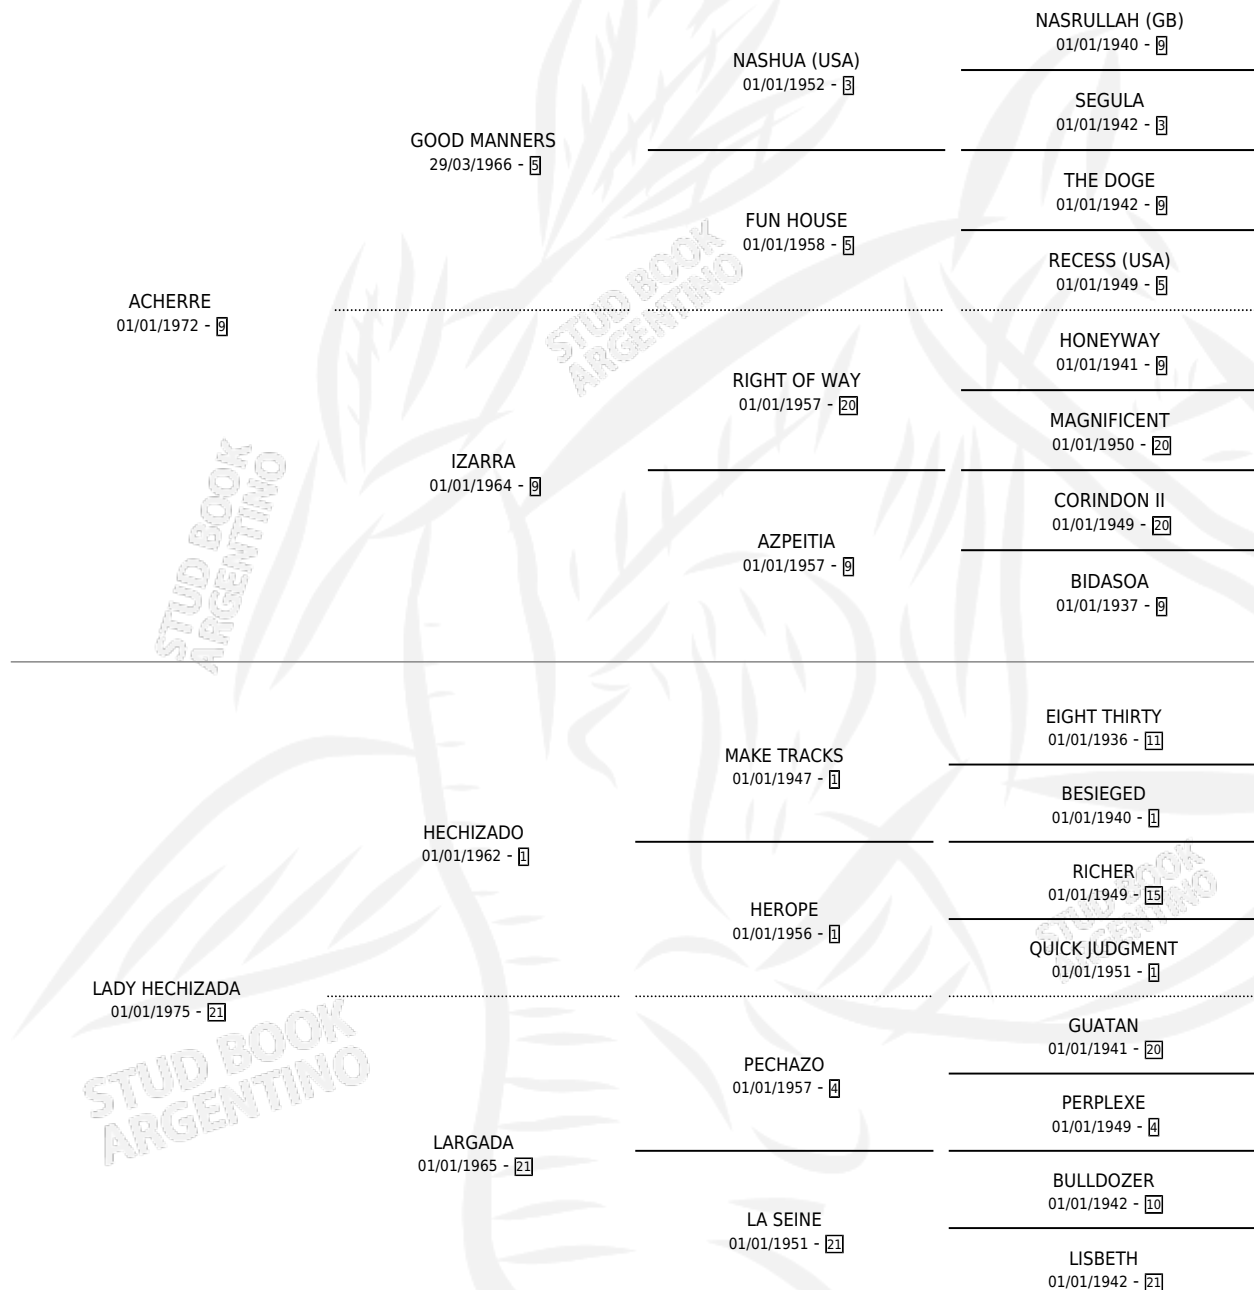 NASRULLAH (GB)
01/01/1940 - 9
NASHUA (USA)
01/01/1952 - 3
SEGULA
01/01/1942 - 3
GOOD MANNERS
29/03/1966 - 5
THE DOGE
01/01/1942 - 9
FUN HOUSE
01/01/1958 - 5
RECESS (USA)
01/01/1949 - 5
ACHERRE
01/01/1972 - 9
HONEYWAY
01/01/1941 - 9
RIGHT OF WAY
01/01/1957 - 20
MAGNIFICENT
01/01/1950 - 20
IZARRA
01/01/1964 - 9
CORINDON II
01/01/1949 - 20
AZPEITIA
01/01/1957 - 9
BIDASOA
01/01/1937 - 9
EIGHT THIRTY
01/01/1936 - 11
MAKE TRACKS
01/01/1947 - 1
BESIEGED
01/01/1940 - 1
HECHIZADO
01/01/1962 - 1
RICHER
01/01/1949 - 15
HEROPE
01/01/1956 - 1
QUICK JUDGMENT
01/01/1951 - 1
LADY HECHIZADA
01/01/1975 - 21
GUATAN
01/01/1941 - 20
PECHAZO
01/01/1957 - 4
PERPLEXE
01/01/1949 - 4
LARGADA
01/01/1965 - 21
BULLDOZER
01/01/1942 - 10
LA SEINE
01/01/1951 - 21
LISBETH
01/01/1942 - 21
STUD BOOK
ARGENTINO
STUD BOOK
ARGENTINO
STUD BOOK
ARGENTINO
STUD BOOK
ARGENTINO